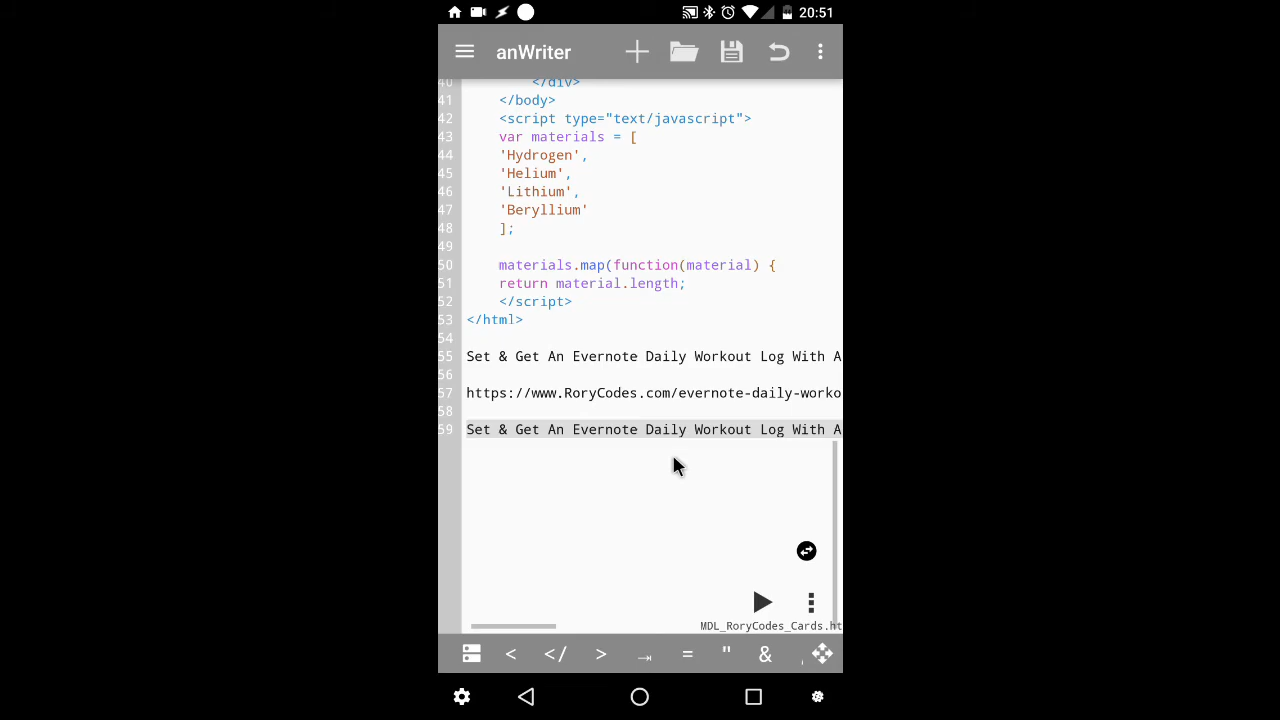 20:51
anWriter
40 </div>
41 </body>
42 <script type="text/javascript">
43 var materials = [
44 'Hydrogen',
45 'Helium',
46 'Lithium',
47 'Beryllium'
48 ];
49
50 materials.map(function(material) {
51 return material.length;
52 </script>
53 </html>
54
55 Set & Get An Evernote Daily Workout Log With A
56
57 https://www.RoryCodes.com/evernote-daily-worko
58
59 Set & Get An Evernote Daily Workout Log With A
MDL_RoryCodes_Cards.ht
< </ > → = " &